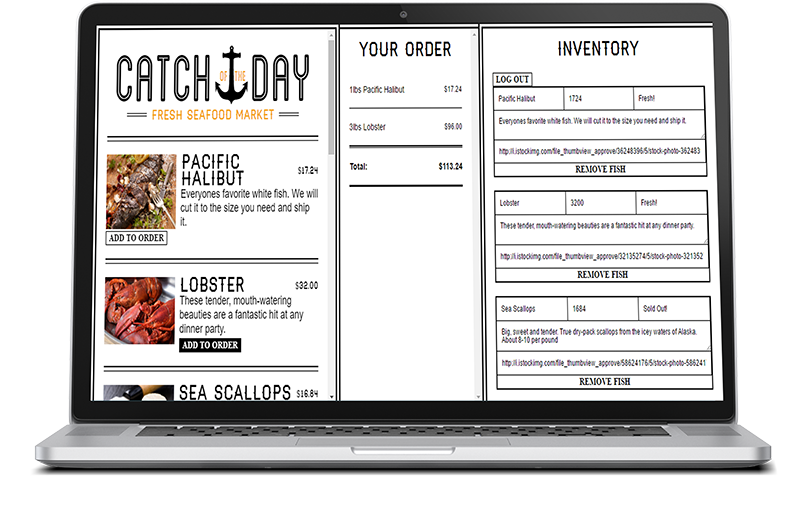 CATCH OF THE DAY
FRESH SEAFOOD MARKET
PACIFIC
HALIBUT
$17.24
Everyones favorite white fish. We will
cut it to the size you need and ship
it.
ADD TO ORDER
LOBSTER
$32.00
These tender, mouth-watering
beauties are a fantastic hit at any
dinner party.
ADD TO ORDER
SEA SCALLOPS
$16.84
YOUR ORDER
1lbs Pacific Halibut $17.24
3lbs Lobster $96.00
Total: $113.24
INVENTORY
LOG OUT
Pacific Halibut 1724 Fresh!
Everyones favorite white fish. We will cut it to the size you need and ship it.
http://i.istockimg.com/file_thumbview_approve/36248396/5/stock-photo-362483
REMOVE FISH
Lobster 3200 Fresh!
These tender, mouth-watering beauties are a fantastic hit at any dinner party.
http://i.istockimg.com/file_thumbview_approve/32135274/5/stock-photo-321352
REMOVE FISH
Sea Scallops 1684 Sold Out!
Big, sweet and tender. True dry-pack scallops from the icey waters of Alaska.
About 8-10 per pound
http://i.istockimg.com/file_thumbview_approve/58624176/5/stock-photo-586241
REMOVE FISH